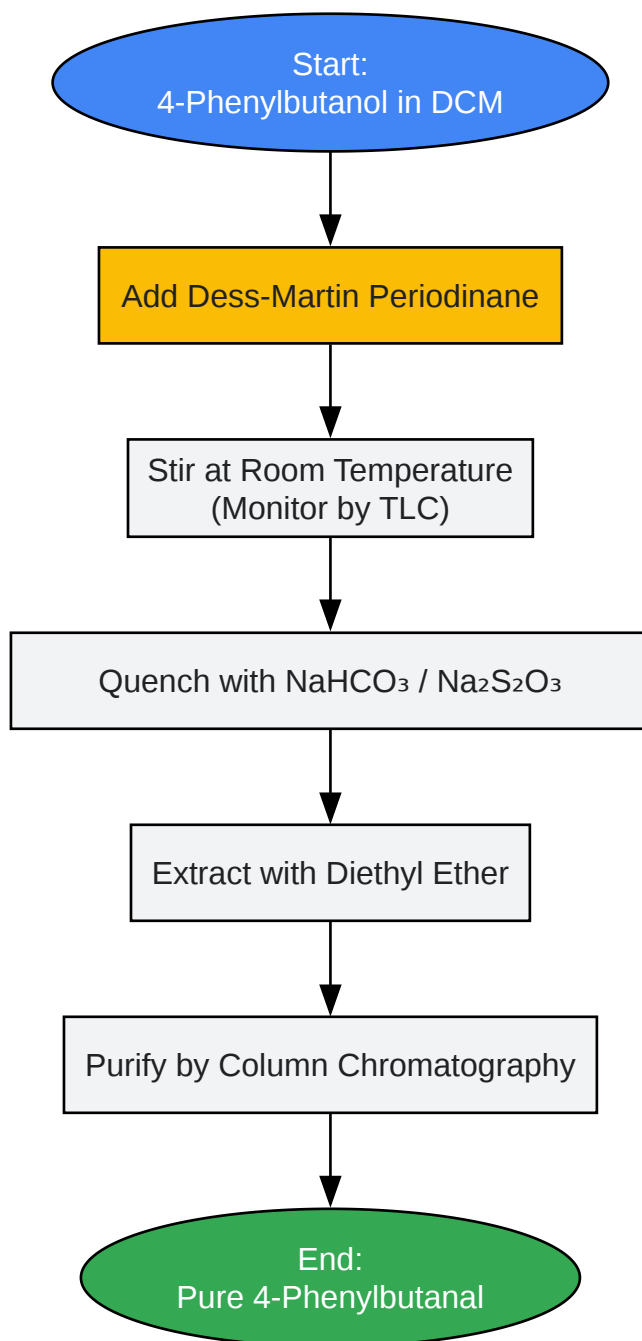 Start:
4-Phenylbutanol in DCM
Add Dess-Martin Periodinane
Stir at Room Temperature
(Monitor by TLC)
Quench with NaHCO₃ / Na₂S₂O₃
Extract with Diethyl Ether
Purify by Column Chromatography
End:
Pure 4-Phenylbutanal